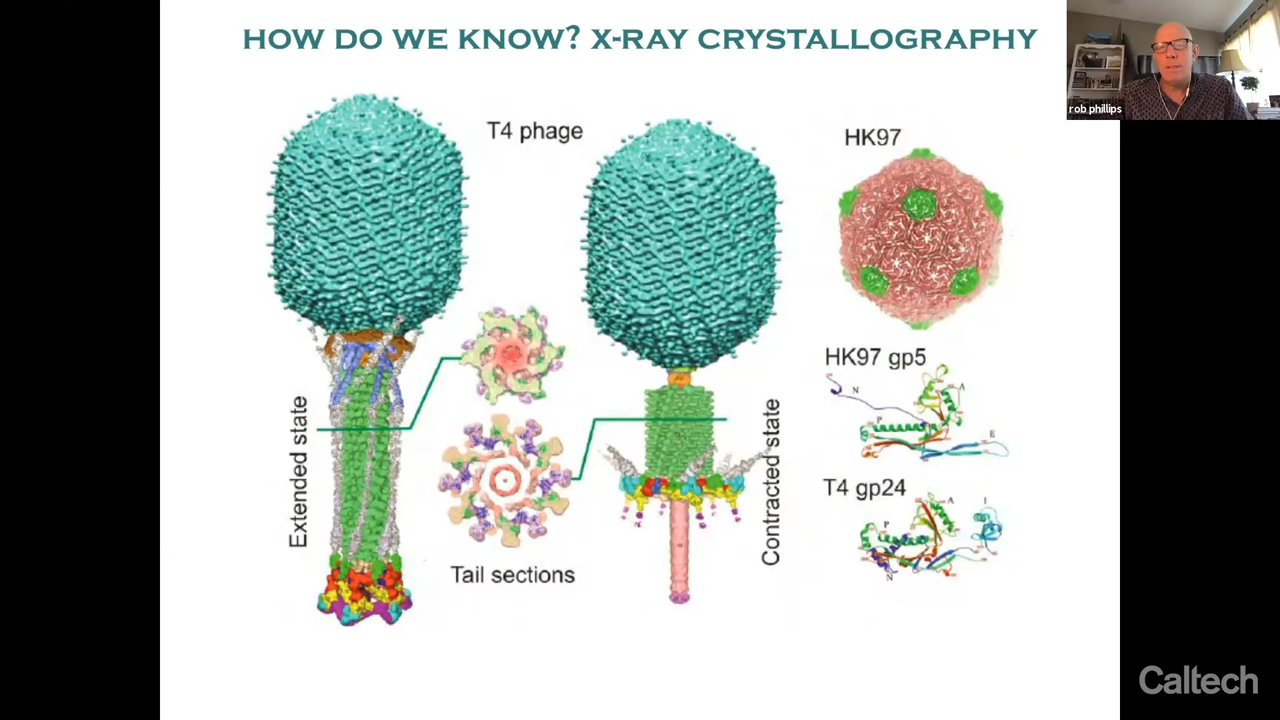 HOW DO WE KNOW? X-RAY CRYSTALLOGRAPHY
rob phillips
T4 phage
HK97
Extended state
Contracted state
Tail sections
HK97 gp5
N
A
P
E
T4 gp24
A
I
P
N
Caltech